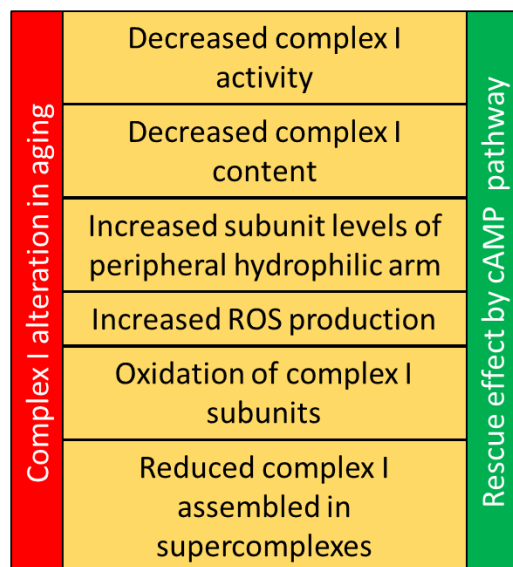 Complex I alteration in aging
Decreased complex I
activity
Decreased complex I
content
Increased subunit levels of
peripheral hydrophilic arm
Increased ROS production
Oxidation of complex I
subunits
Reduced complex I
assembled in
supercomplexes
Rescue effect by cAMP pathway